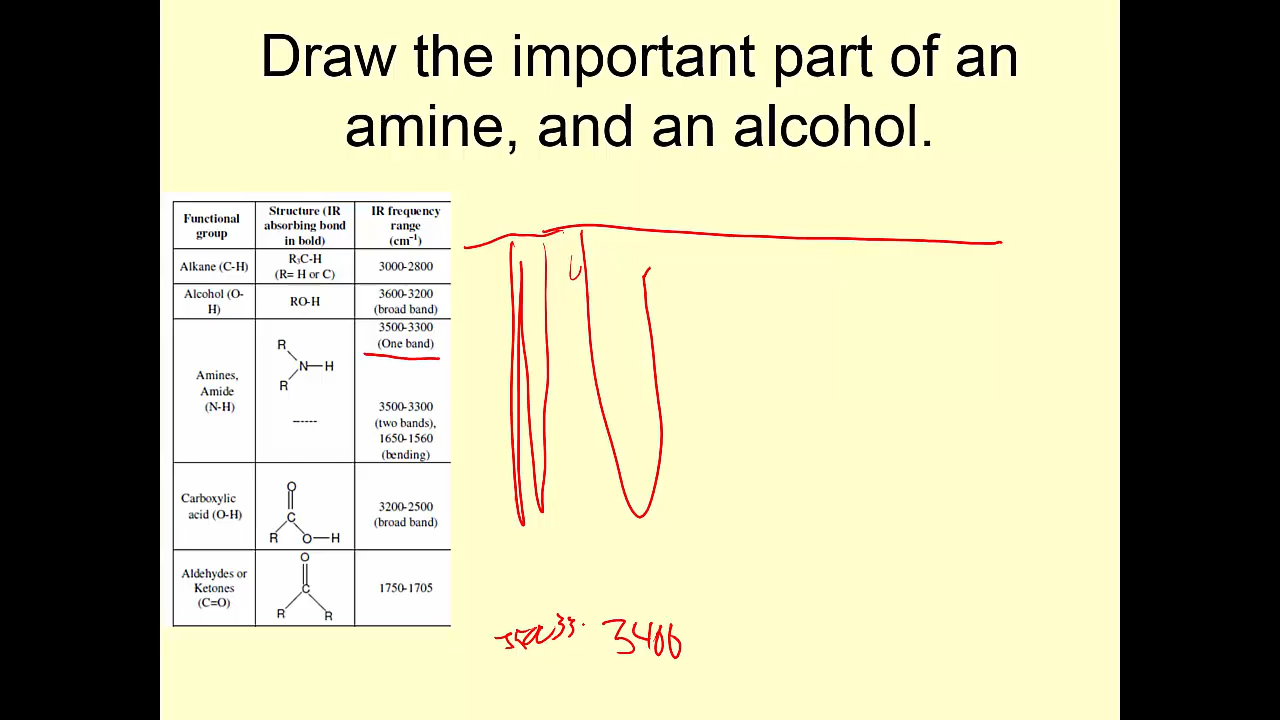 Draw the important part of an
amine, and an alcohol.
Functional group
Structure (IR absorbing bond in bold)
IR frequency range (cm⁻¹)
Alkane (C-H)
R₃C-H
(R= H or C)
3000-2800
Alcohol (O-H)
RO-H
3600-3200
(broad band)
Amines,
Amide
(N-H)
R
N—H
R
------
3500-3300
(One band)
3500-3300
(two bands),
1650-1560
(bending)
Carboxylic
acid (O-H)
O
C
R
O—H
3200-2500
(broad band)
Aldehydes or
Ketones
(C=O)
O
C
R
R
1750-1705
3400